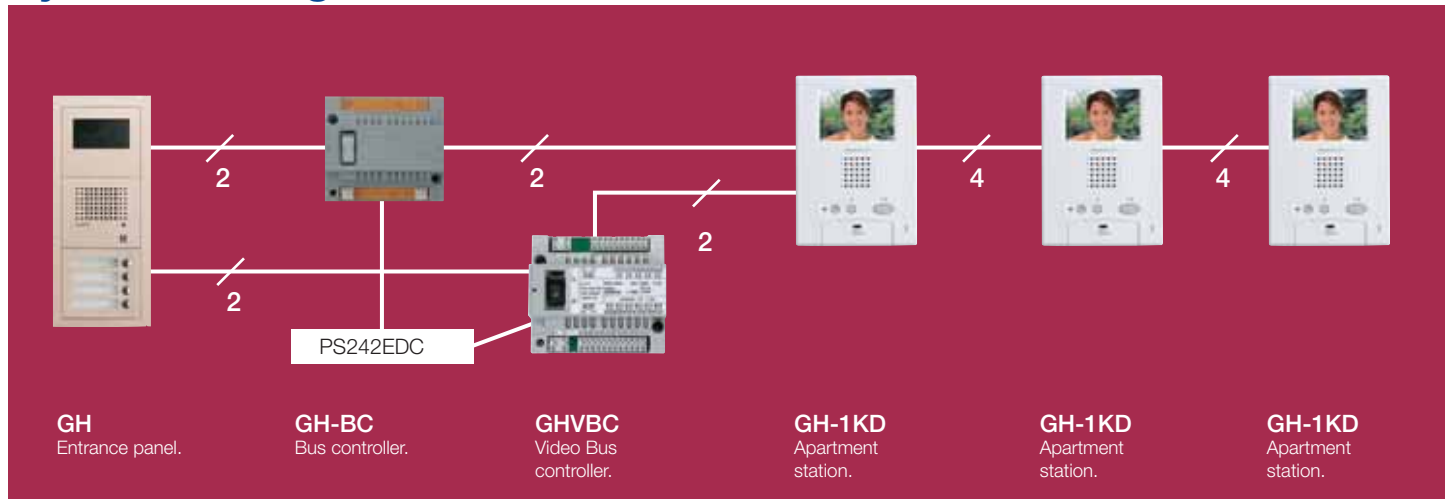 2
2
4
4
2
2
PS242EDC
GH
Entrance panel.
GH-BC
Bus controller.
GHVBC
Video Bus
controller.
GH-1KD
Apartment
station.
GH-1KD
Apartment
station.
GH-1KD
Apartment
station.